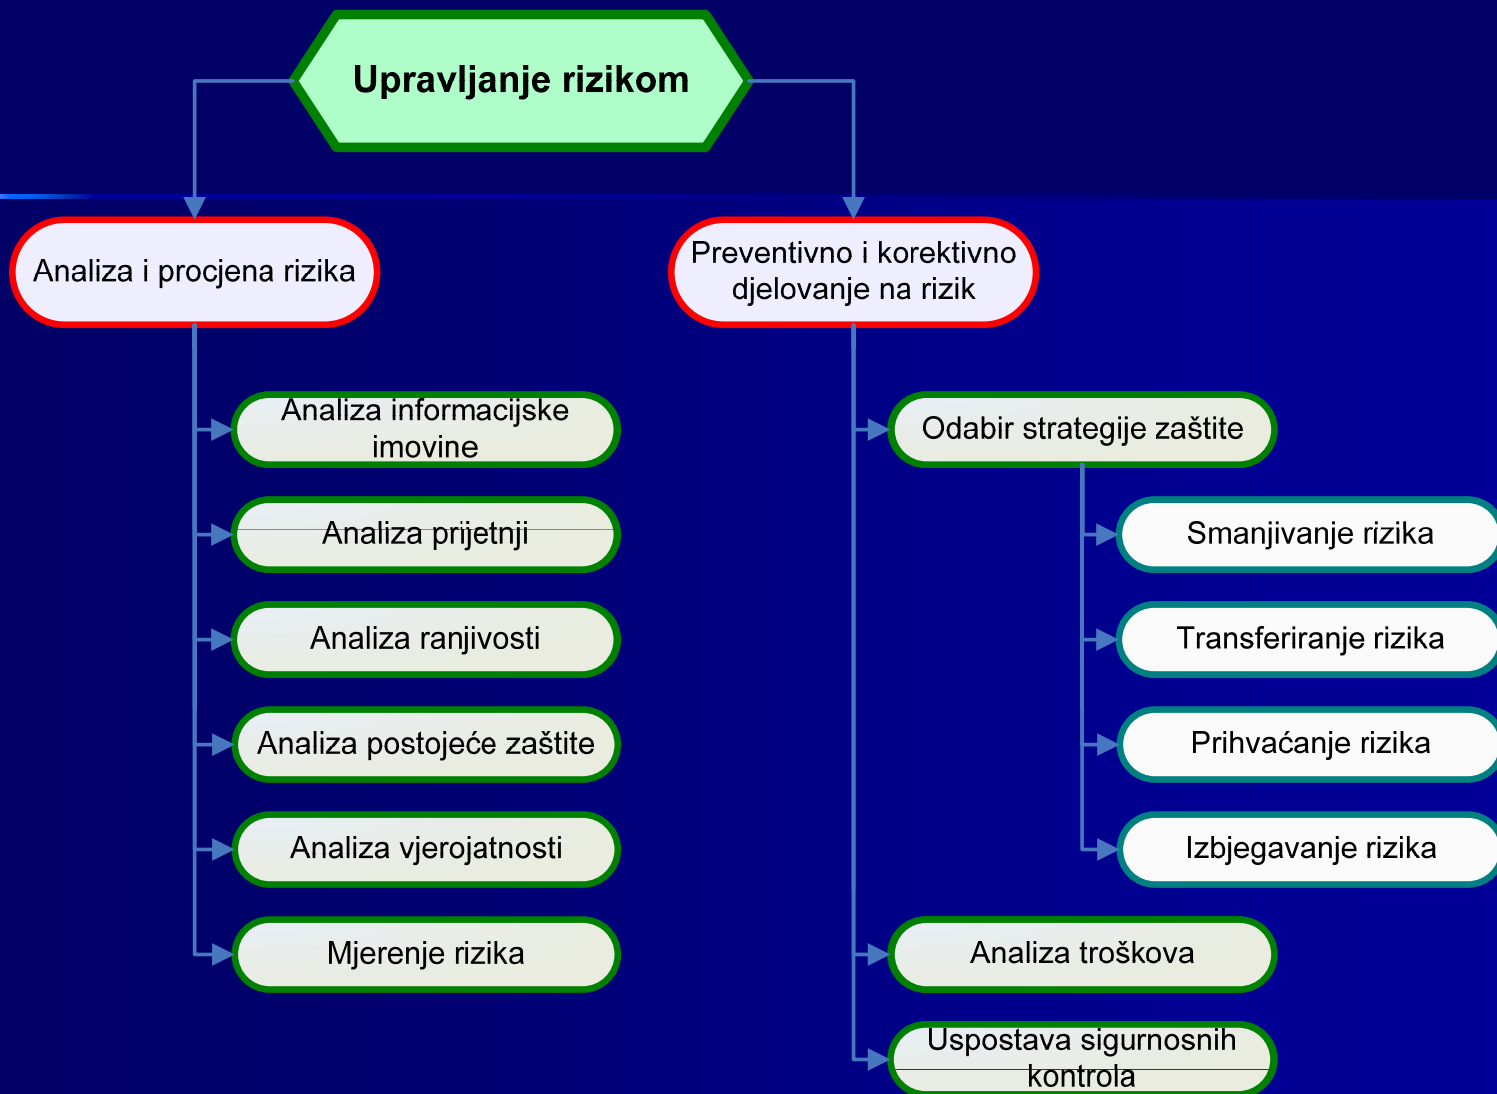 Upravljanje rizikom
Analiza i procjena rizika
Analiza informacijske
imovine
Analiza prijetnji
Analiza ranjivosti
Analiza postojeće zaštite
Analiza vjerojatnosti
Mjerenje rizika
Preventivno i korektivno
djelovanje na rizik
Odabir strategije zaštite
Smanjivanje rizika
Transferiranje rizika
Prihvaćanje rizika
Izbjegavanje rizika
Analiza troškova
Uspostava sigurnosnih
kontrola